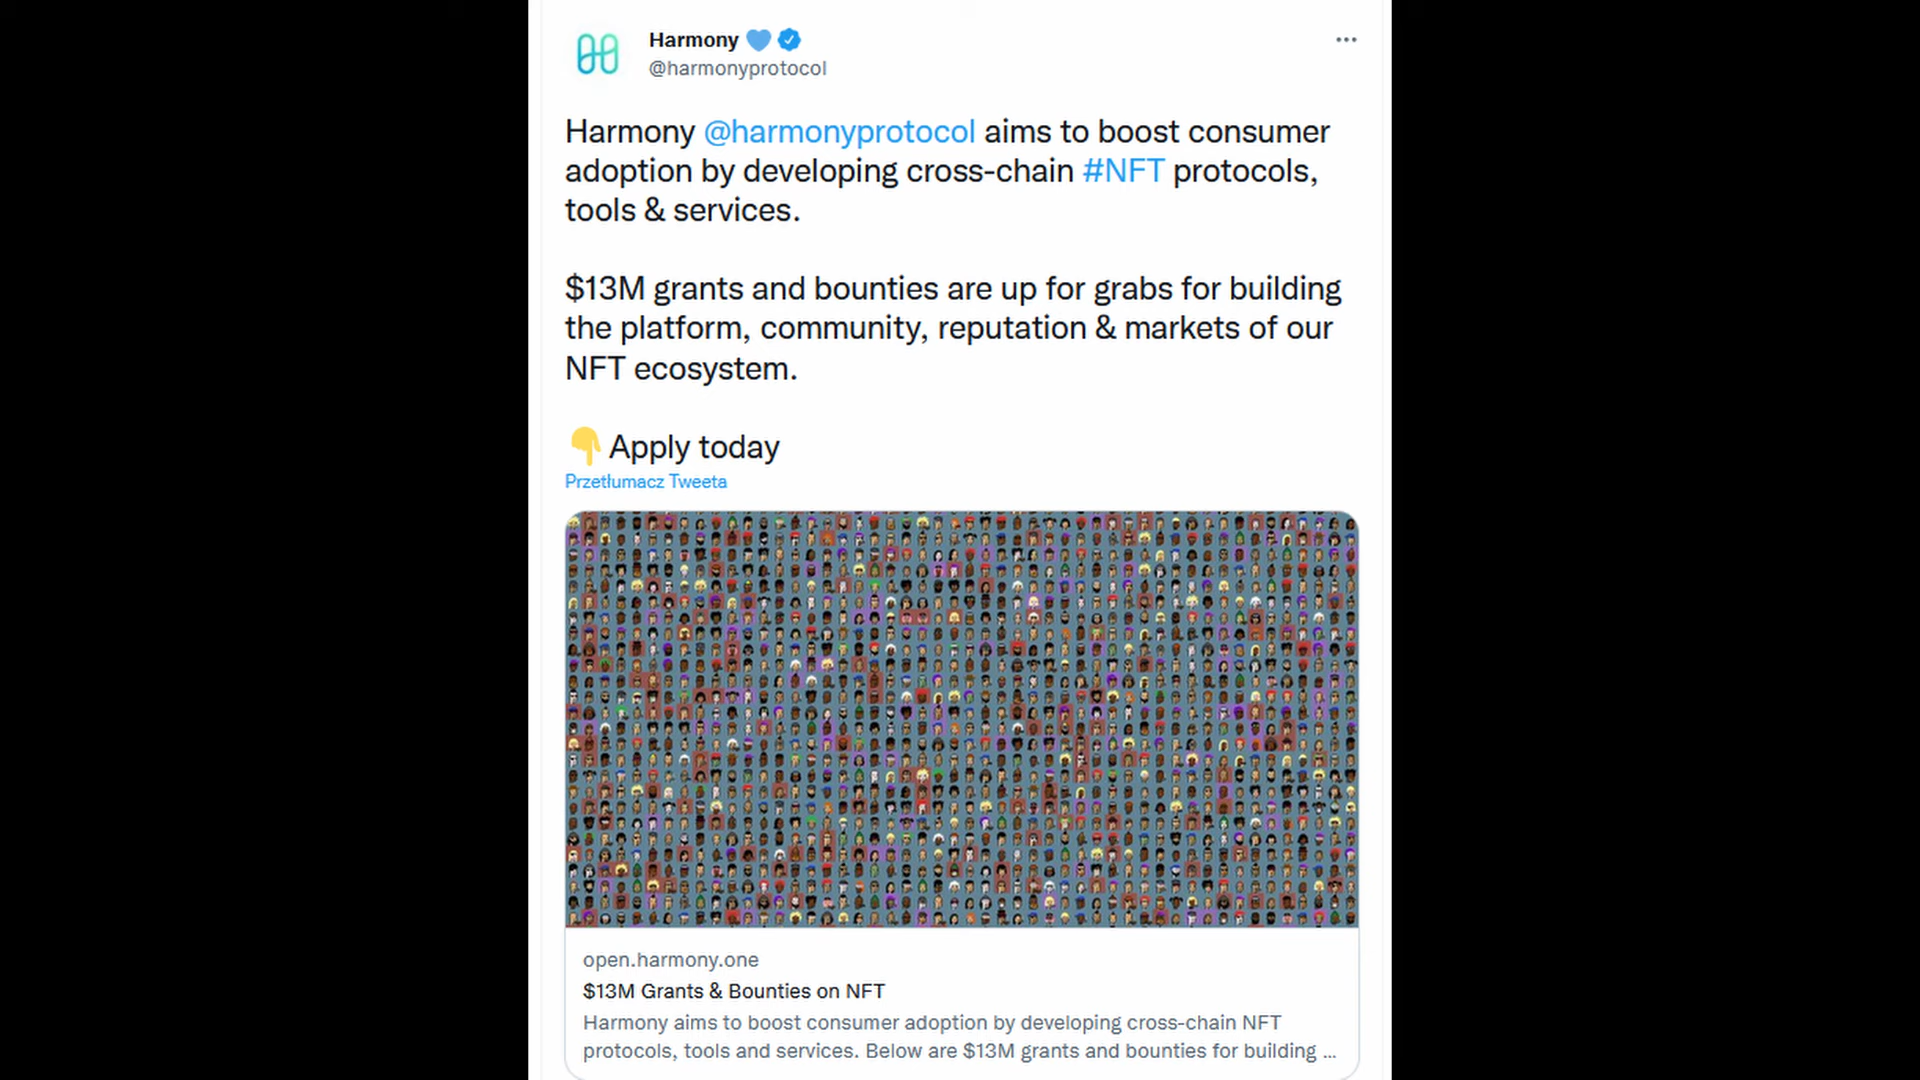 Harmony 💙
@harmonyprotocol
Harmony @harmonyprotocol aims to boost consumer
adoption by developing cross-chain #NFT protocols,
tools & services.
$13M grants and bounties are up for grabs for building
the platform, community, reputation & markets of our
NFT ecosystem.
👇 Apply today
Przetłumacz Tweeta
open.harmony.one
$13M Grants & Bounties on NFT
Harmony aims to boost consumer adoption by developing cross-chain NFT
protocols, tools and services. Below are $13M grants and bounties for building ...